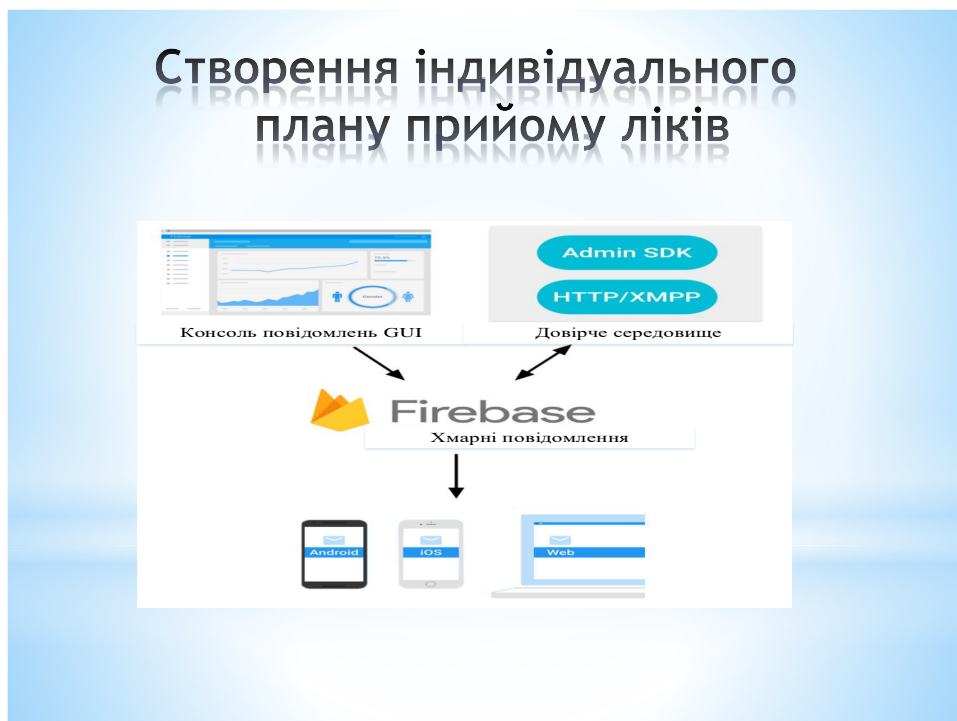 Створення індивідуального
плану прийому ліків
Admin SDK
HTTP/XMPP
Консоль повідомлень GUI
Довірче середовище
Firebase
Хмарні повідомлення
Android
iOS
Web